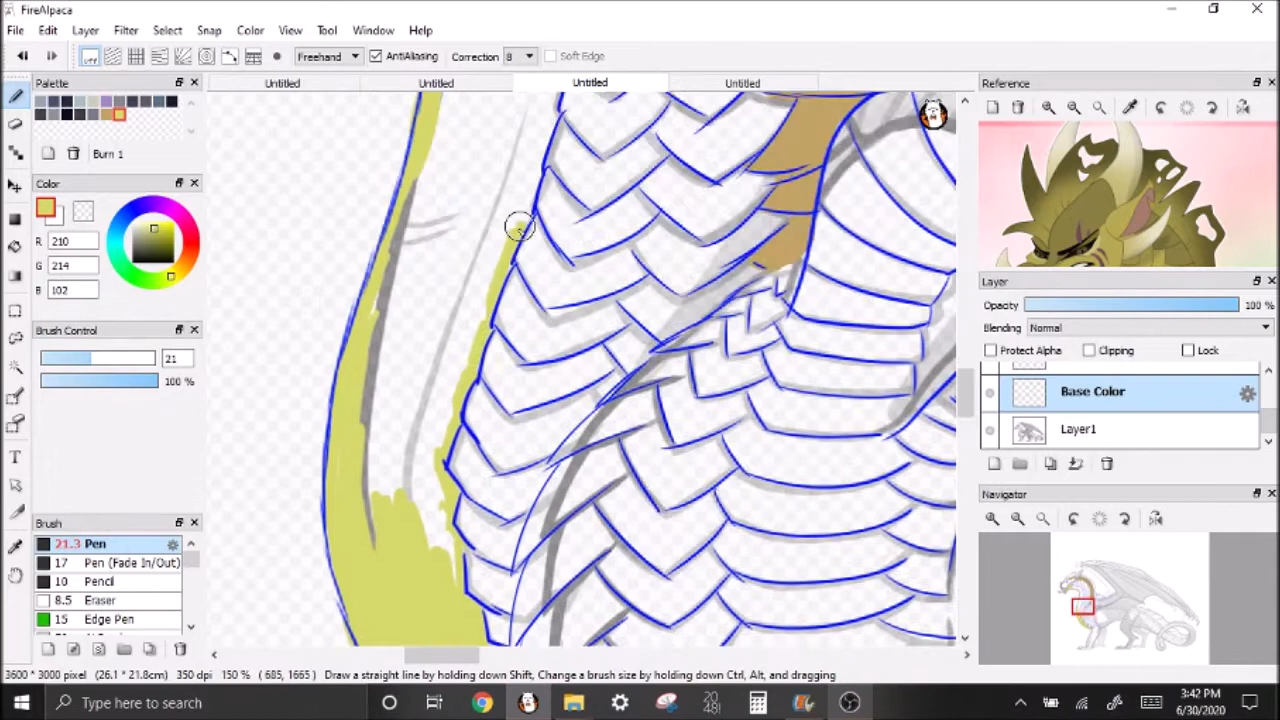 FireAlpaca
File Edit Layer Filter Select Snap Color View Tool Window Help
OFF Freehand AntiAliasing Correction 8 Soft Edge
Palette
Untitled Untitled Untitled Untitled
Reference
Burn 1
Color
R 210
G 214
B 102
Layer
Opacity 100 %
Blending Normal
Protect Alpha Clipping Lock
Base Color
Layer1
Brush Control
21
100 %
Navigator
Brush
21.3 Pen
17 Pen (Fade In/Out)
10 Pencil
8.5 Eraser
15 Edge Pen
3600 * 3000 pixel (26.1 * 21.8cm) 350 dpi 150 % ( 685, 1665) Draw a straight line by holding down Shift, Change a brush size by holding down Ctrl, Alt, and dragging
Type here to search
3:42 PM
6/30/2020